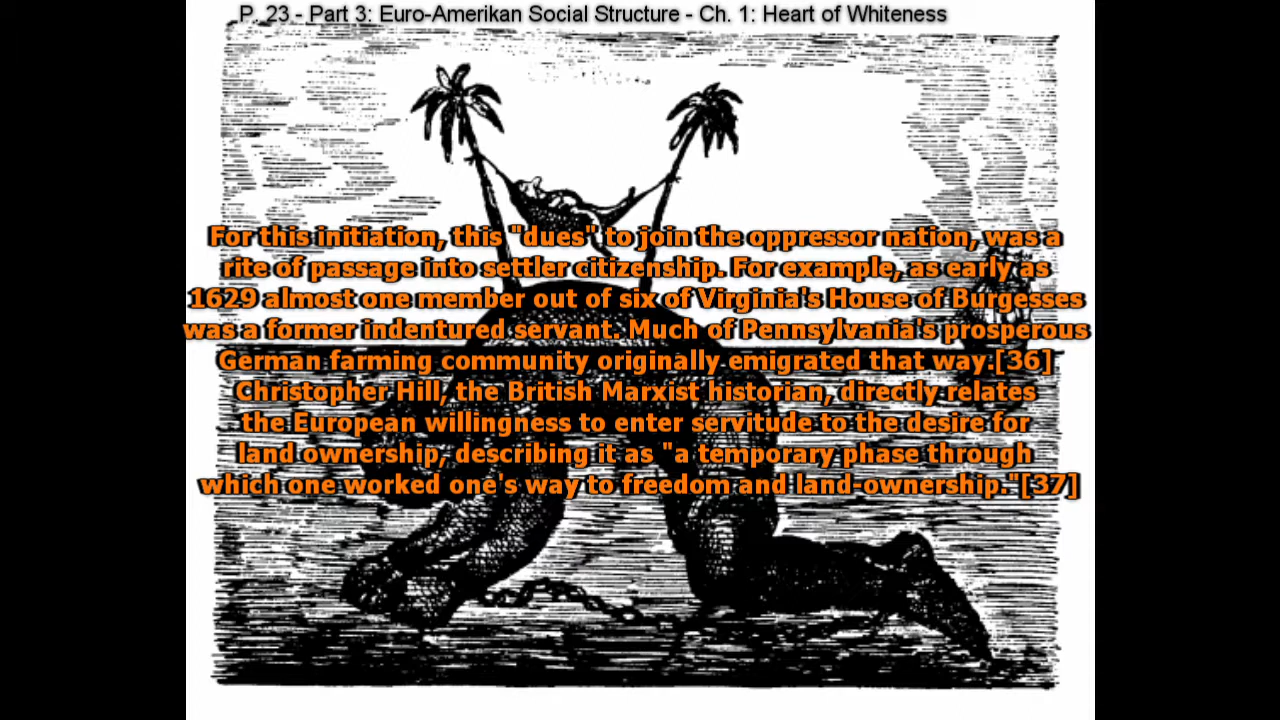 P. 23 - Part 3: Euro-Amerikan Social Structure - Ch. 1: Heart of Whiteness
For this initiation, this "dues" to join the oppressor nation, was a
rite of passage into settler citizenship. For example, as early as
1629 almost one member out of six of Virginia's House of Burgesses
was a former indentured servant. Much of Pennsylvania's prosperous
German farming community originally emigrated that way.[36]
Christopher Hill, the British Marxist historian, directly relates
the European willingness to enter servitude to the desire for
land ownership, describing it as "a temporary phase through
which one worked one's way to freedom and land-ownership."[37]